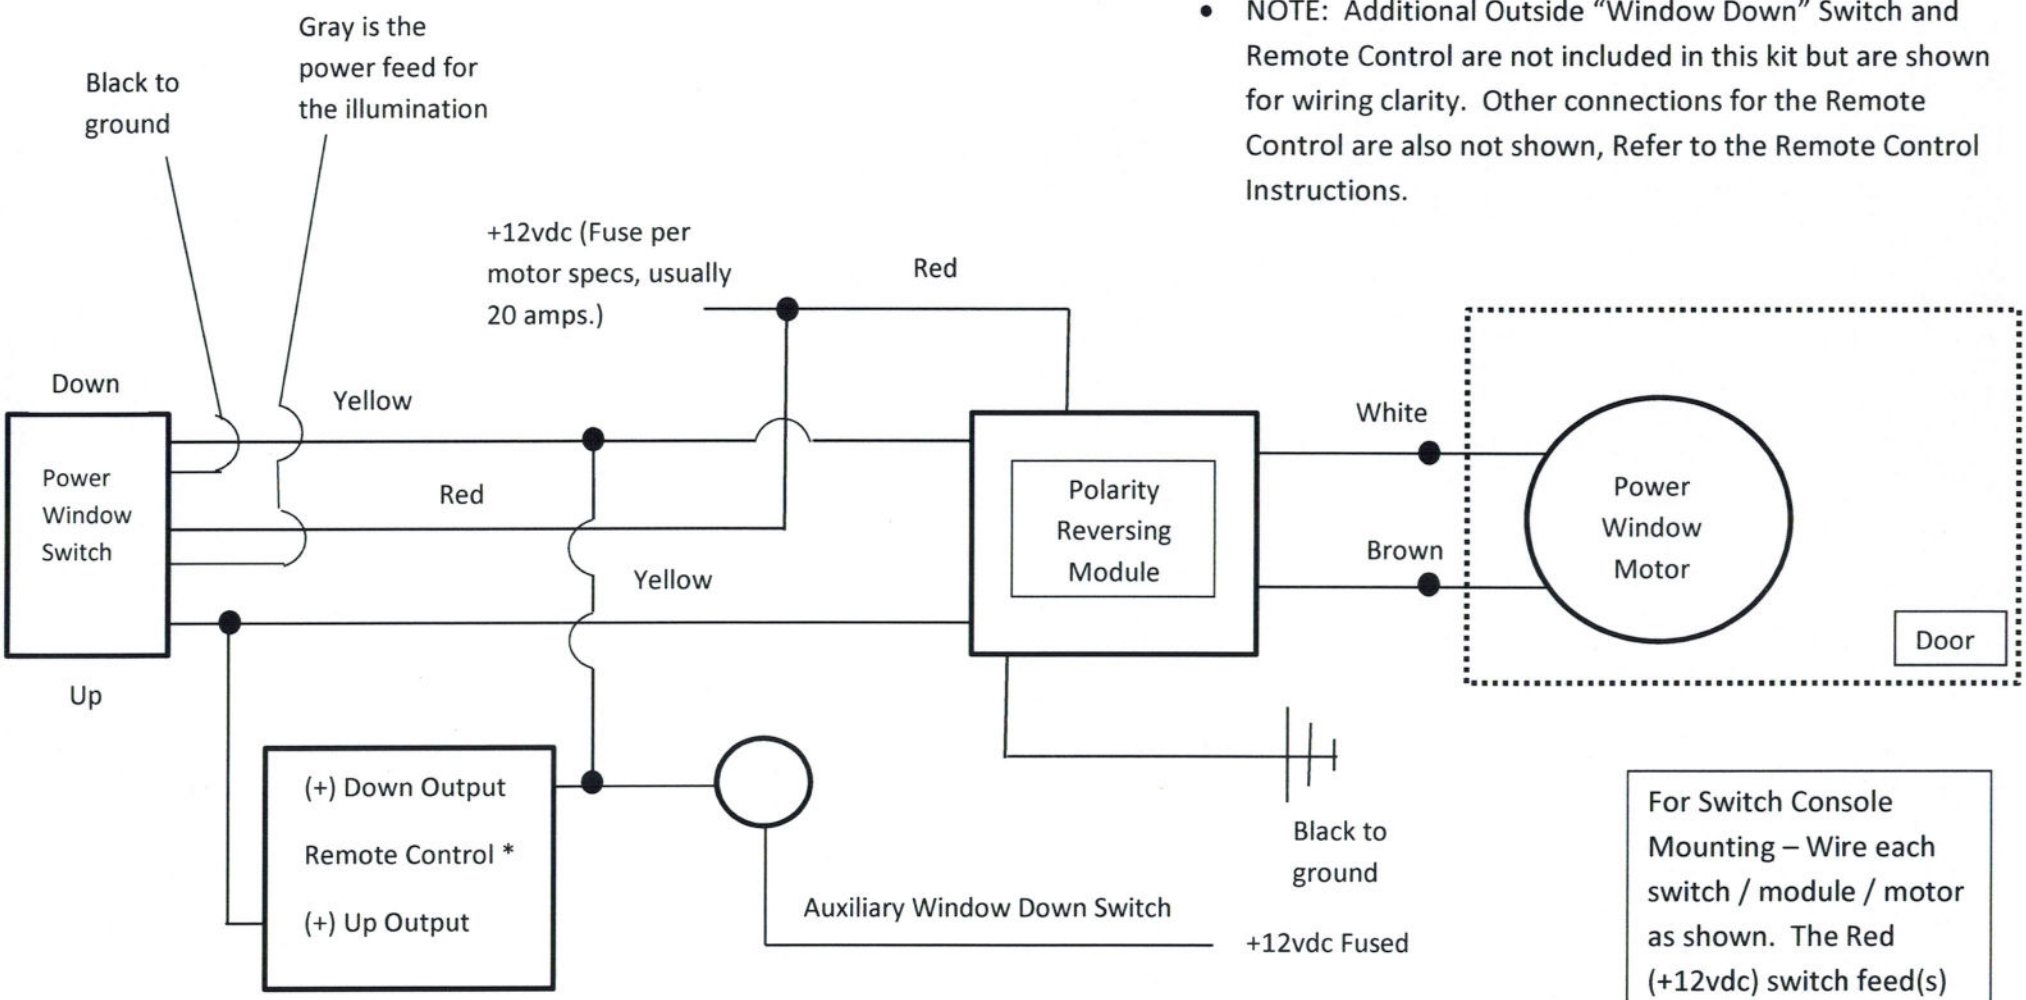 Gray is the
power feed for
the illumination
Black to
ground
• NOTE: Additional Outside “Window Down” Switch and
Remote Control are not included in this kit but are shown
for wiring clarity. Other connections for the Remote
Control are also not shown, Refer to the Remote Control
Instructions.
+12vdc (Fuse per
motor specs, usually
20 amps.)
Red
Down
Yellow
Power
Window
Switch
Red
Yellow
Up
Polarity
Reversing
Module
White
Brown
Power
Window
Motor
Door
(+) Down Output
Remote Control *
(+) Up Output
Auxiliary Window Down Switch
+12vdc Fused
Black to
ground
For Switch Console
Mounting – Wire each
switch / module / motor
as shown. The Red
(+12vdc) switch feed(s)